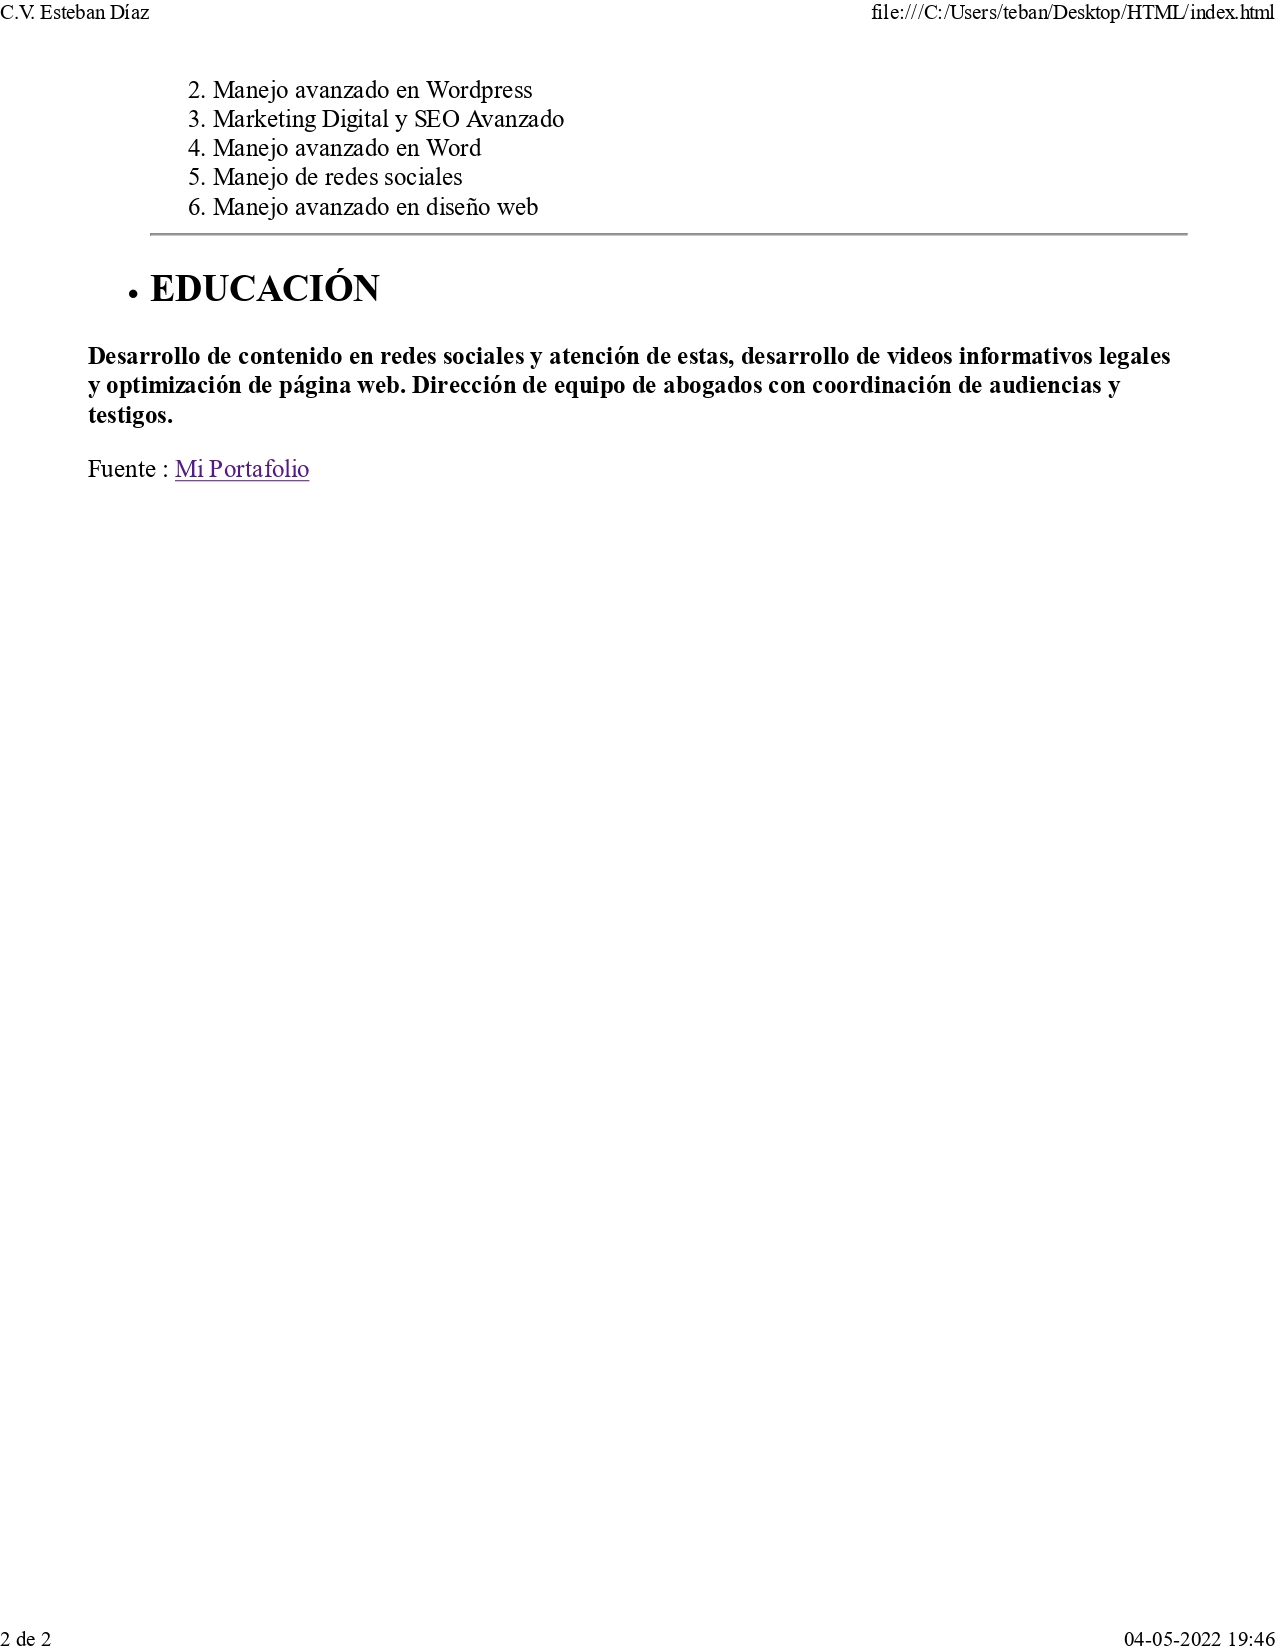 C.V. Esteban Díaz file:///C:/Users/teban/Desktop/HTML/index.html
2. Manejo avanzado en Wordpress
3. Marketing Digital y SEO Avanzado
4. Manejo avanzado en Word
5. Manejo de redes sociales
6. Manejo avanzado en diseño web
• EDUCACIÓN
Desarrollo de contenido en redes sociales y atención de estas, desarrollo de videos informativos legales
y optimización de página web. Dirección de equipo de abogados con coordinación de audiencias y
testigos.
Fuente : Mi Portafolio
2 de 2 04-05-2022 19:46